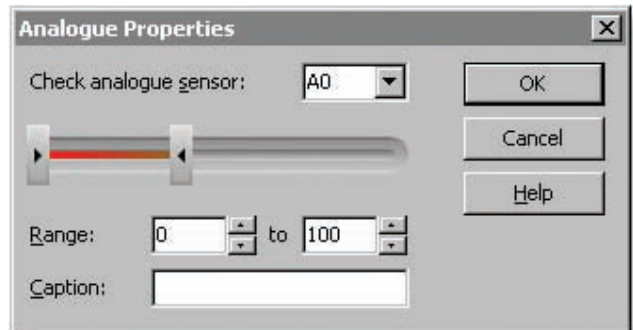 Analogue Properties
Check analogue sensor: A0
OK
Cancel
Help
Range: 0 to 100
Caption: